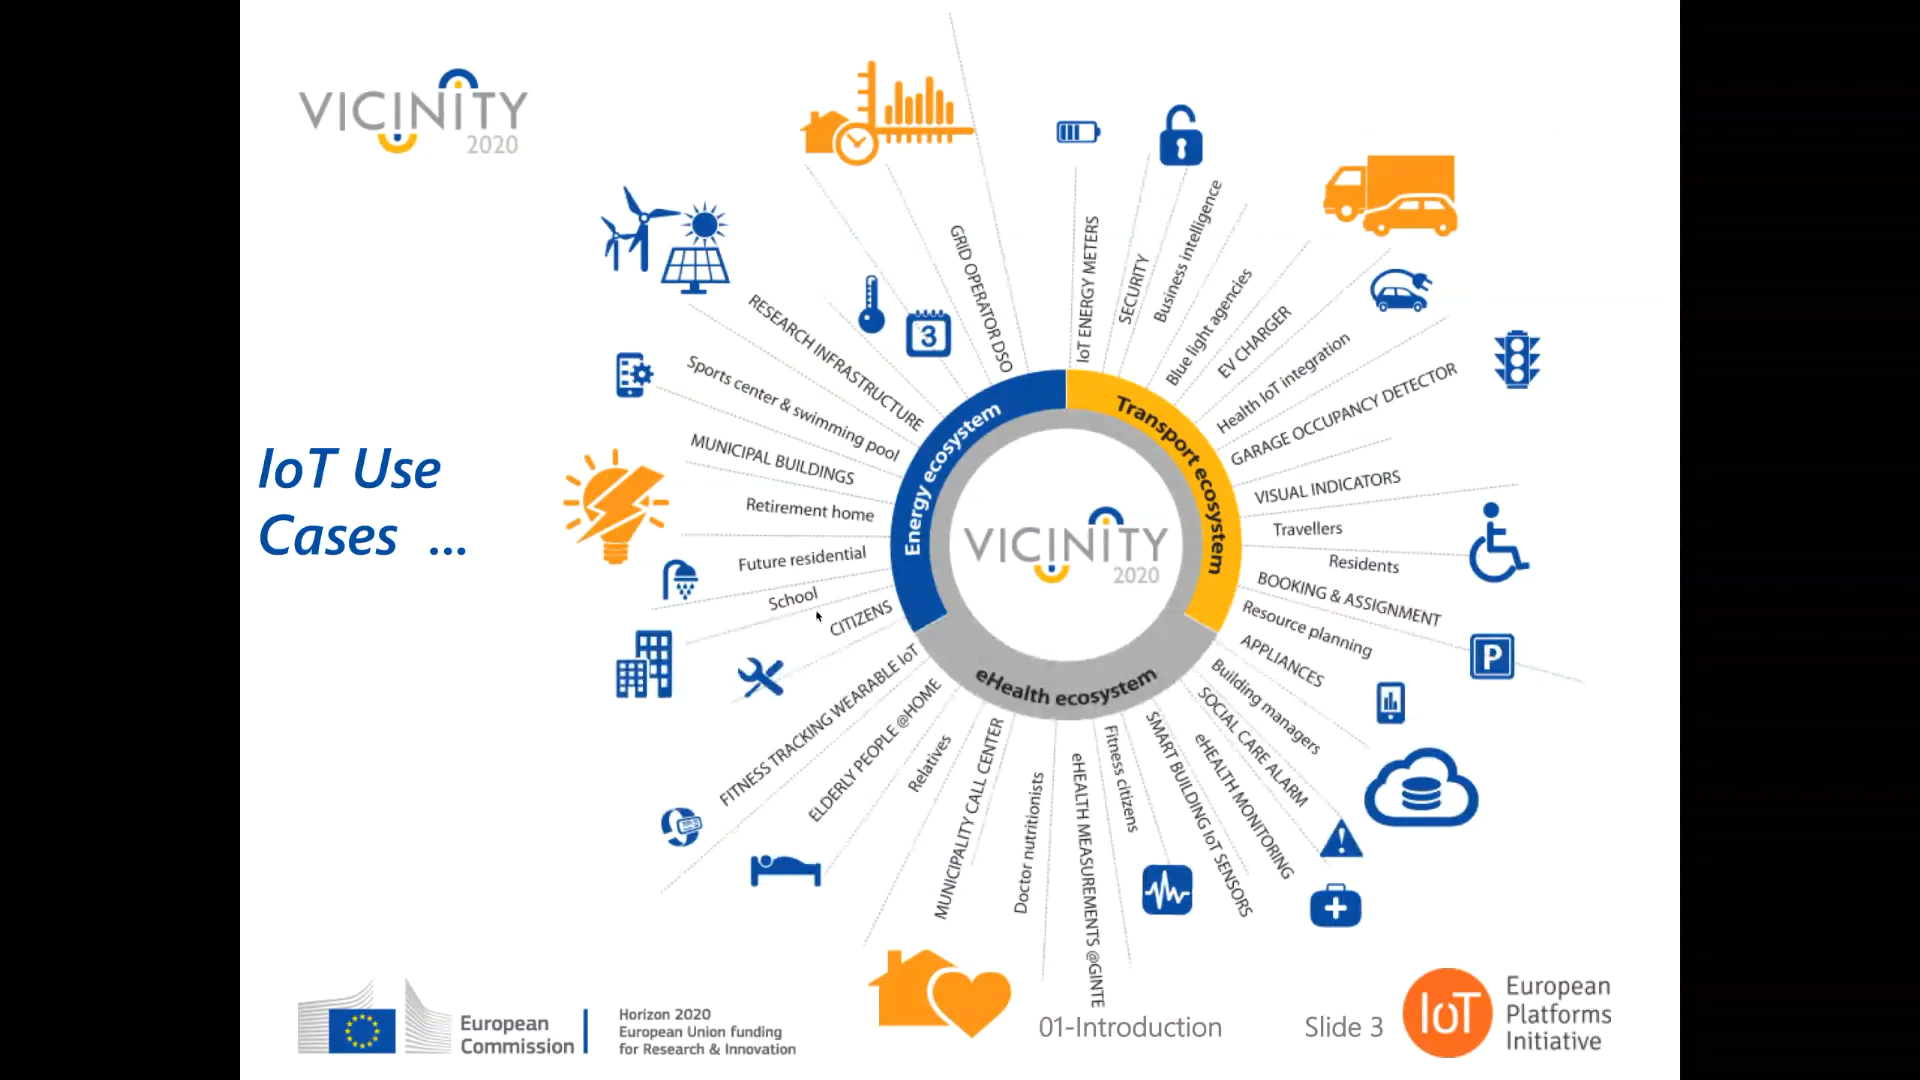 VICINITY
2020
IoT Use
Cases ...
GRID OPERATOR DSO
RESEARCH INFRASTRUCTURE
Sports center & swimming pool
MUNICIPAL BUILDINGS
Retirement home
Future residential
School
CITIZENS
3
IoT ENERGY METERS
SECURITY
Business intelligence
Blue light agencies
EV CHARGER
Health IoT integration
GARAGE OCCUPANCY DETECTOR
VISUAL INDICATORS
Travellers
Residents
BOOKING & ASSIGNMENT
Resource planning
APPLIANCES
Building managers
SOCIAL CARE ALARM
eHEALTH MONITORING
SMART BUILDING IoT SENSORS
Fitness citizens
eHEALTH MEASUREMENTS @GINTE
Doctor nutritionists
MUNICIPALITY CALL CENTER
Relatives
ELDERLY PEOPLE @HOME
FITNESS TRACKING WEARABLE IoT
P
Energy ecosystem
Transport ecosystem
eHealth ecosystem
VICINITY
2020
European
Commission
Horizon 2020
European Union funding
for Research & Innovation
01-Introduction
Slide 3
IoT
European
Platforms
Initiative